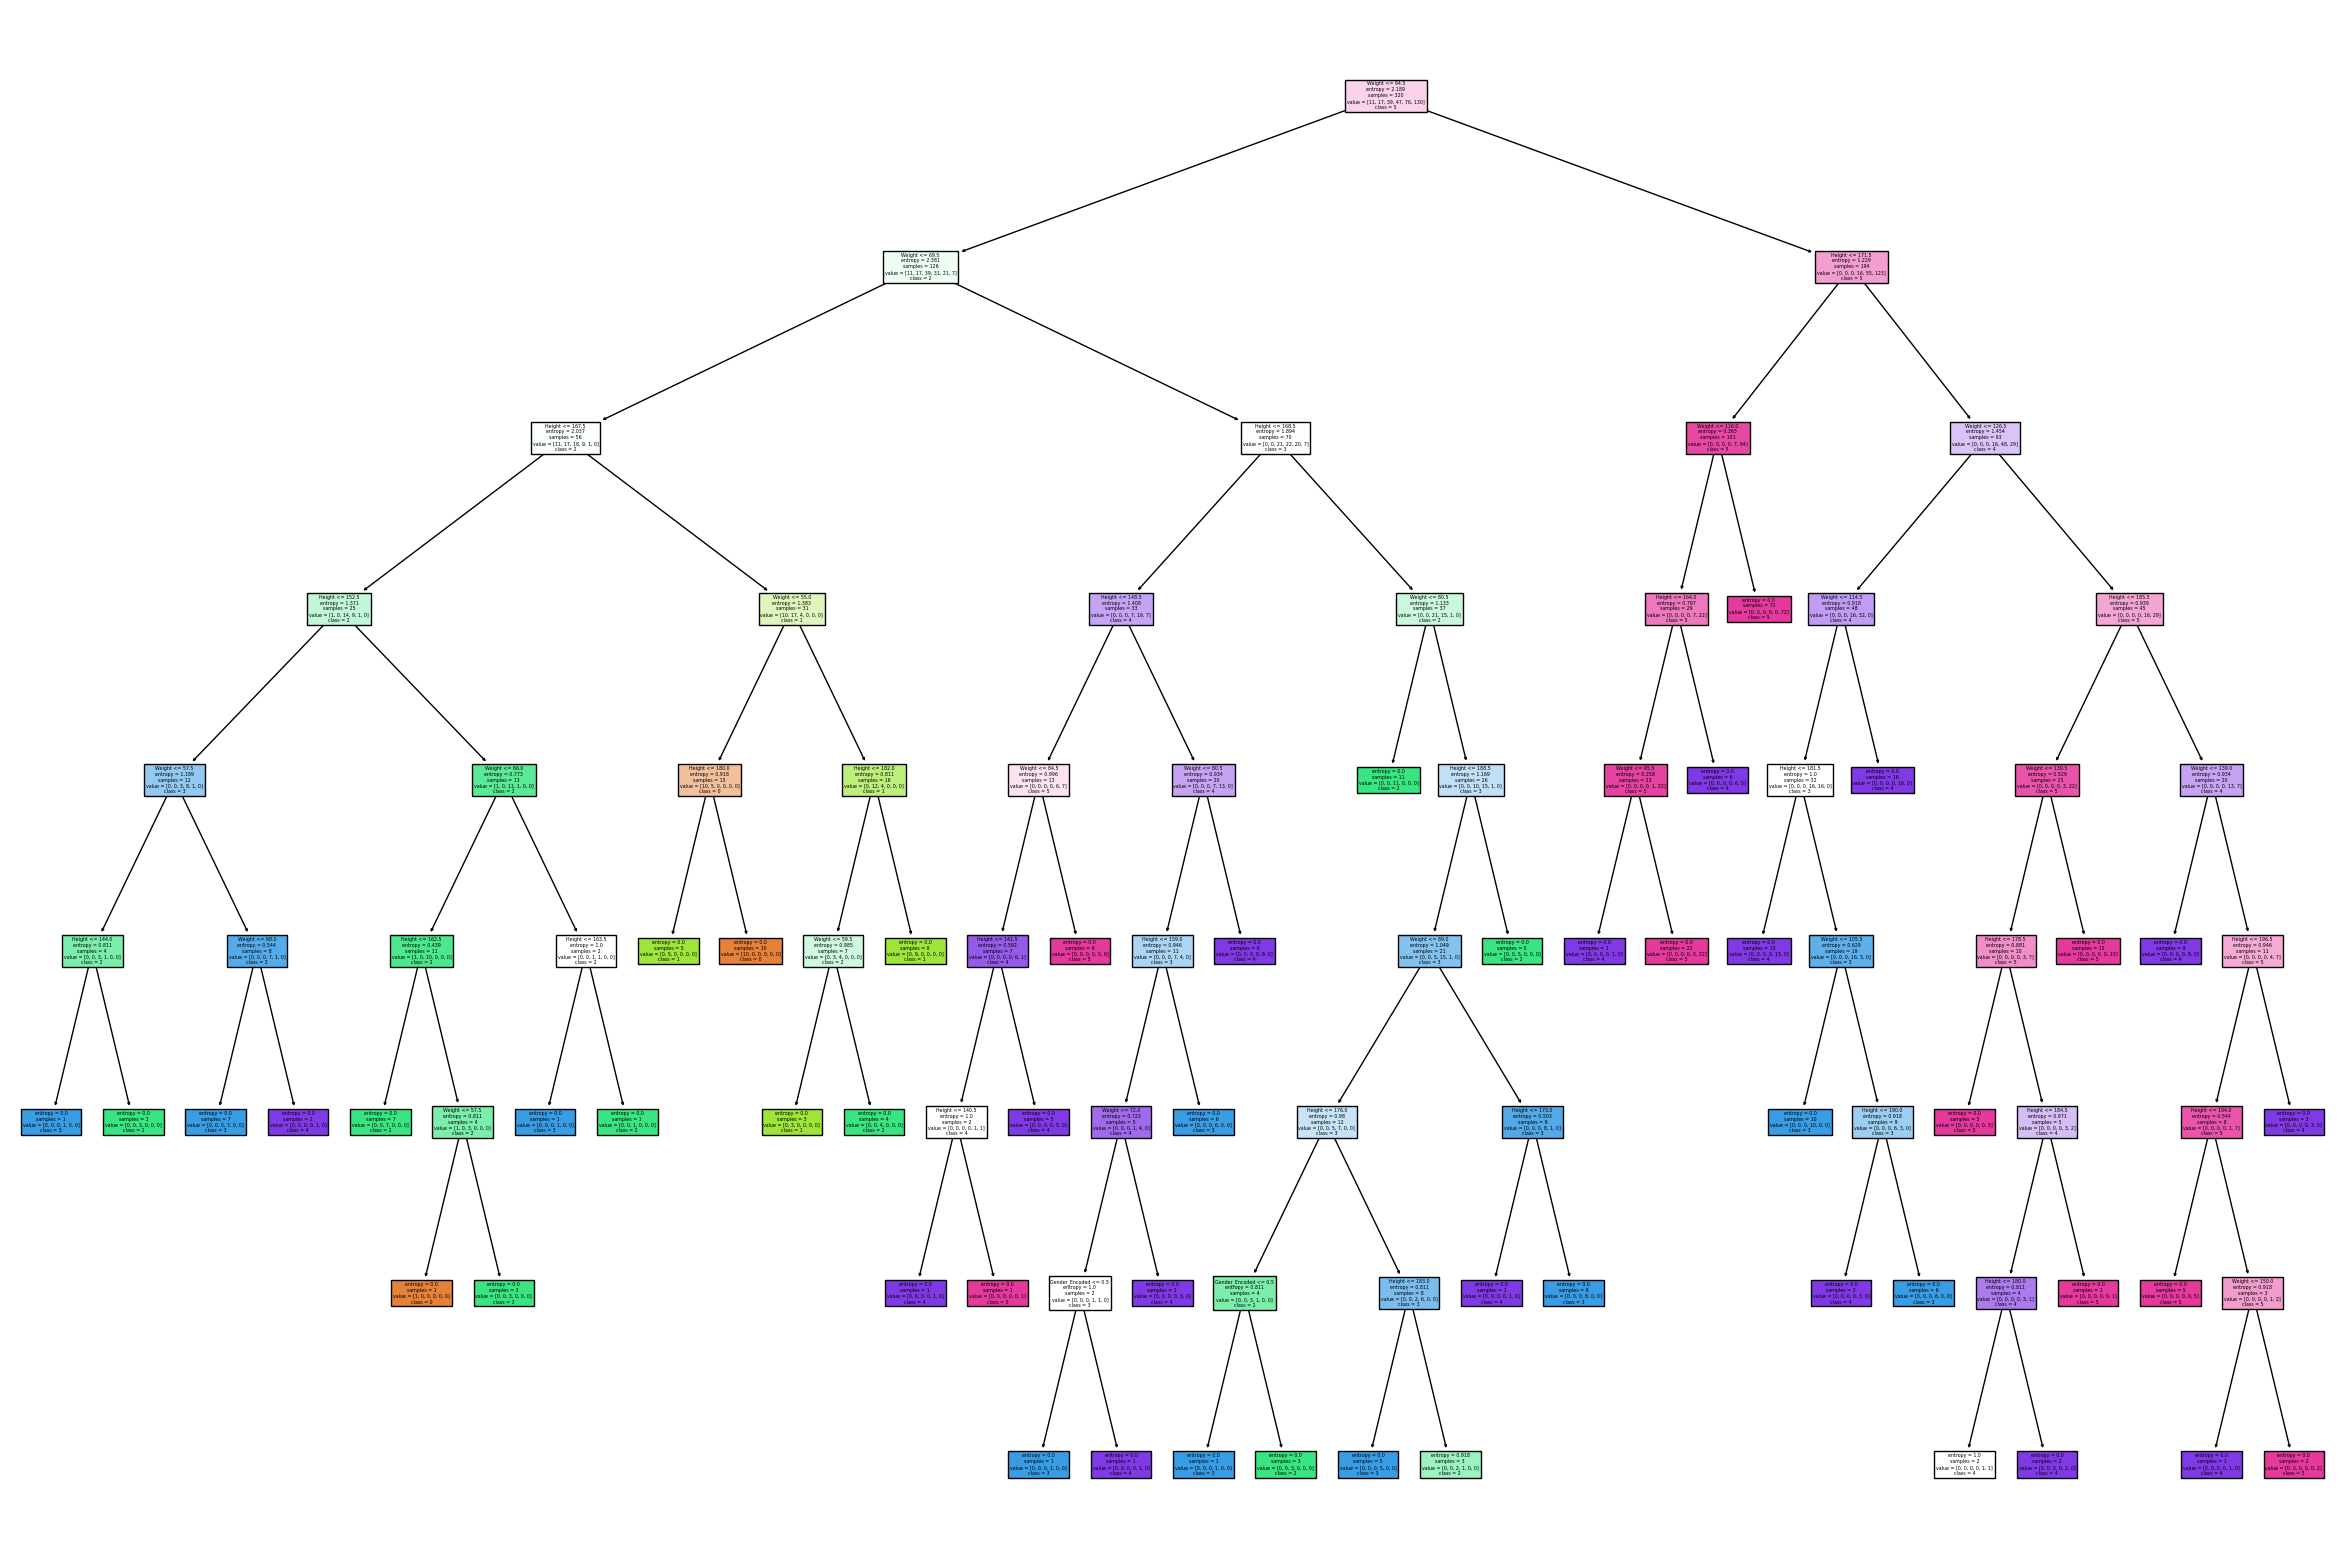 Weight <= 94.5
entropy = 2.189
samples = 320
value = [11, 17, 39, 47, 76, 130]
class = 5
Weight <= 69.5
entropy = 2.381
samples = 126
value = [11, 17, 39, 31, 21, 7]
class = 2
Height <= 171.5
entropy = 1.229
samples = 194
value = [0, 0, 0, 16, 55, 123]
class = 5
Height <= 167.5
entropy = 2.037
samples = 56
value = [11, 17, 18, 9, 1, 0]
class = 2
Height <= 168.5
entropy = 1.894
samples = 70
value = [0, 0, 21, 22, 20, 7]
class = 3
Weight <= 116.0
entropy = 0.363
samples = 101
value = [0, 0, 0, 0, 7, 94]
class = 5
Weight <= 126.5
entropy = 1.454
samples = 93
value = [0, 0, 0, 16, 48, 29]
class = 4
Height <= 152.5
entropy = 1.371
samples = 25
value = [1, 0, 14, 9, 1, 0]
class = 2
Weight <= 55.0
entropy = 1.383
samples = 31
value = [10, 17, 4, 0, 0, 0]
class = 1
Height <= 148.5
entropy = 1.408
samples = 33
value = [0, 0, 0, 7, 19, 7]
class = 4
Weight <= 80.5
entropy = 1.133
samples = 37
value = [0, 0, 21, 15, 1, 0]
class = 2
Height <= 164.0
entropy = 0.797
samples = 29
value = [0, 0, 0, 0, 7, 22]
class = 5
entropy = 0.0
samples = 72
value = [0, 0, 0, 0, 0, 72]
class = 5
Weight <= 114.5
entropy = 0.918
samples = 48
value = [0, 0, 0, 16, 32, 0]
class = 4
Height <= 185.5
entropy = 0.939
samples = 45
value = [0, 0, 0, 0, 16, 29]
class = 5
Weight <= 57.5
entropy = 1.189
samples = 12
value = [0, 0, 3, 8, 1, 0]
class = 3
Weight <= 66.0
entropy = 0.773
samples = 13
value = [1, 0, 11, 1, 0, 0]
class = 2
Height <= 180.0
entropy = 0.918
samples = 15
value = [10, 5, 0, 0, 0, 0]
class = 0
Height <= 182.0
entropy = 0.811
samples = 16
value = [0, 12, 4, 0, 0, 0]
class = 1
Weight <= 84.5
entropy = 0.996
samples = 13
value = [0, 0, 0, 0, 6, 7]
class = 5
Weight <= 80.5
entropy = 0.934
samples = 20
value = [0, 0, 0, 7, 13, 0]
class = 4
entropy = 0.0
samples = 11
value = [0, 0, 11, 0, 0, 0]
class = 2
Height <= 188.5
entropy = 1.169
samples = 26
value = [0, 0, 10, 15, 1, 0]
class = 3
Weight <= 95.5
entropy = 0.258
samples = 23
value = [0, 0, 0, 0, 1, 22]
class = 5
entropy = 0.0
samples = 6
value = [0, 0, 0, 0, 6, 0]
class = 4
Height <= 181.5
entropy = 1.0
samples = 32
value = [0, 0, 0, 16, 16, 0]
class = 3
entropy = 0.0
samples = 16
value = [0, 0, 0, 0, 16, 0]
class = 4
Weight <= 139.5
entropy = 0.529
samples = 25
value = [0, 0, 0, 0, 3, 22]
class = 5
Weight <= 139.0
entropy = 0.934
samples = 20
value = [0, 0, 0, 0, 13, 7]
class = 4
Height <= 144.0
entropy = 0.811
samples = 4
value = [0, 0, 3, 1, 0, 0]
class = 2
Weight <= 68.0
entropy = 0.544
samples = 8
value = [0, 0, 0, 7, 1, 0]
class = 3
Height <= 162.5
entropy = 0.439
samples = 11
value = [1, 0, 10, 0, 0, 0]
class = 2
Height <= 163.5
entropy = 1.0
samples = 2
value = [0, 0, 1, 1, 0, 0]
class = 2
entropy = 0.0
samples = 5
value = [0, 5, 0, 0, 0, 0]
class = 1
entropy = 0.0
samples = 10
value = [10, 0, 0, 0, 0, 0]
class = 0
Weight <= 59.5
entropy = 0.985
samples = 7
value = [0, 3, 4, 0, 0, 0]
class = 2
entropy = 0.0
samples = 9
value = [0, 9, 0, 0, 0, 0]
class = 1
Height <= 141.5
entropy = 0.592
samples = 7
value = [0, 0, 0, 0, 6, 1]
class = 4
entropy = 0.0
samples = 6
value = [0, 0, 0, 0, 0, 6]
class = 5
Height <= 159.0
entropy = 0.946
samples = 11
value = [0, 0, 0, 7, 4, 0]
class = 3
entropy = 0.0
samples = 9
value = [0, 0, 0, 0, 9, 0]
class = 4
Weight <= 89.0
entropy = 1.049
samples = 21
value = [0, 0, 5, 15, 1, 0]
class = 3
entropy = 0.0
samples = 5
value = [0, 0, 5, 0, 0, 0]
class = 2
entropy = 0.0
samples = 1
value = [0, 0, 0, 0, 1, 0]
class = 4
entropy = 0.0
samples = 22
value = [0, 0, 0, 0, 0, 22]
class = 5
entropy = 0.0
samples = 13
value = [0, 0, 0, 0, 13, 0]
class = 4
Weight <= 105.5
entropy = 0.629
samples = 19
value = [0, 0, 0, 16, 3, 0]
class = 3
Height <= 178.5
entropy = 0.881
samples = 10
value = [0, 0, 0, 0, 3, 7]
class = 5
entropy = 0.0
samples = 15
value = [0, 0, 0, 0, 0, 15]
class = 5
entropy = 0.0
samples = 9
value = [0, 0, 0, 0, 9, 0]
class = 4
Height <= 196.5
entropy = 0.946
samples = 11
value = [0, 0, 0, 0, 4, 7]
class = 5
entropy = 0.0
samples = 1
value = [0, 0, 0, 1, 0, 0]
class = 3
entropy = 0.0
samples = 3
value = [0, 0, 3, 0, 0, 0]
class = 2
entropy = 0.0
samples = 7
value = [0, 0, 0, 7, 0, 0]
class = 3
entropy = 0.0
samples = 1
value = [0, 0, 0, 0, 1, 0]
class = 4
entropy = 0.0
samples = 7
value = [0, 0, 7, 0, 0, 0]
class = 2
Weight <= 57.5
entropy = 0.811
samples = 4
value = [1, 0, 3, 0, 0, 0]
class = 2
entropy = 0.0
samples = 1
value = [0, 0, 0, 1, 0, 0]
class = 3
entropy = 0.0
samples = 1
value = [0, 0, 1, 0, 0, 0]
class = 2
entropy = 0.0
samples = 3
value = [0, 3, 0, 0, 0, 0]
class = 1
entropy = 0.0
samples = 4
value = [0, 0, 4, 0, 0, 0]
class = 2
Height <= 140.5
entropy = 1.0
samples = 2
value = [0, 0, 0, 0, 1, 1]
class = 4
entropy = 0.0
samples = 5
value = [0, 0, 0, 0, 5, 0]
class = 4
Weight <= 72.0
entropy = 0.722
samples = 5
value = [0, 0, 0, 1, 4, 0]
class = 4
entropy = 0.0
samples = 6
value = [0, 0, 0, 6, 0, 0]
class = 3
Height <= 176.0
entropy = 0.98
samples = 12
value = [0, 0, 5, 7, 0, 0]
class = 3
Height <= 173.0
entropy = 0.503
samples = 9
value = [0, 0, 0, 8, 1, 0]
class = 3
entropy = 0.0
samples = 10
value = [0, 0, 0, 10, 0, 0]
class = 3
Height <= 190.0
entropy = 0.918
samples = 9
value = [0, 0, 0, 6, 3, 0]
class = 3
entropy = 0.0
samples = 5
value = [0, 0, 0, 0, 0, 5]
class = 5
Height <= 184.5
entropy = 0.971
samples = 5
value = [0, 0, 0, 0, 3, 2]
class = 4
Height <= 194.0
entropy = 0.544
samples = 8
value = [0, 0, 0, 0, 1, 7]
class = 5
entropy = 0.0
samples = 3
value = [0, 0, 0, 0, 3, 0]
class = 4
entropy = 0.0
samples = 1
value = [1, 0, 0, 0, 0, 0]
class = 0
entropy = 0.0
samples = 3
value = [0, 0, 3, 0, 0, 0]
class = 2
entropy = 0.0
samples = 1
value = [0, 0, 0, 0, 1, 0]
class = 4
entropy = 0.0
samples = 1
value = [0, 0, 0, 0, 0, 1]
class = 5
Gender Encoded <= 0.5
entropy = 1.0
samples = 2
value = [0, 0, 0, 1, 1, 0]
class = 3
entropy = 0.0
samples = 3
value = [0, 0, 0, 0, 3, 0]
class = 4
Gender Encoded <= 0.5
entropy = 0.811
samples = 4
value = [0, 0, 3, 1, 0, 0]
class = 2
Height <= 183.0
entropy = 0.811
samples = 8
value = [0, 0, 2, 6, 0, 0]
class = 3
entropy = 0.0
samples = 1
value = [0, 0, 0, 0, 1, 0]
class = 4
entropy = 0.0
samples = 8
value = [0, 0, 0, 8, 0, 0]
class = 3
entropy = 0.0
samples = 3
value = [0, 0, 0, 0, 3, 0]
class = 4
entropy = 0.0
samples = 6
value = [0, 0, 0, 6, 0, 0]
class = 3
Height <= 180.0
entropy = 0.811
samples = 4
value = [0, 0, 0, 0, 3, 1]
class = 4
entropy = 0.0
samples = 1
value = [0, 0, 0, 0, 0, 1]
class = 5
entropy = 0.0
samples = 5
value = [0, 0, 0, 0, 0, 5]
class = 5
Weight <= 150.0
entropy = 0.918
samples = 3
value = [0, 0, 0, 0, 1, 2]
class = 5
entropy = 0.0
samples = 1
value = [0, 0, 0, 1, 0, 0]
class = 3
entropy = 0.0
samples = 1
value = [0, 0, 0, 0, 1, 0]
class = 4
entropy = 0.0
samples = 1
value = [0, 0, 0, 1, 0, 0]
class = 3
entropy = 0.0
samples = 3
value = [0, 0, 3, 0, 0, 0]
class = 2
entropy = 0.0
samples = 5
value = [0, 0, 0, 5, 0, 0]
class = 3
entropy = 0.918
samples = 3
value = [0, 0, 2, 1, 0, 0]
class = 2
entropy = 1.0
samples = 2
value = [0, 0, 0, 0, 1, 1]
class = 4
entropy = 0.0
samples = 2
value = [0, 0, 0, 0, 2, 0]
class = 4
entropy = 0.0
samples = 1
value = [0, 0, 0, 0, 1, 0]
class = 4
entropy = 0.0
samples = 2
value = [0, 0, 0, 0, 0, 2]
class = 5